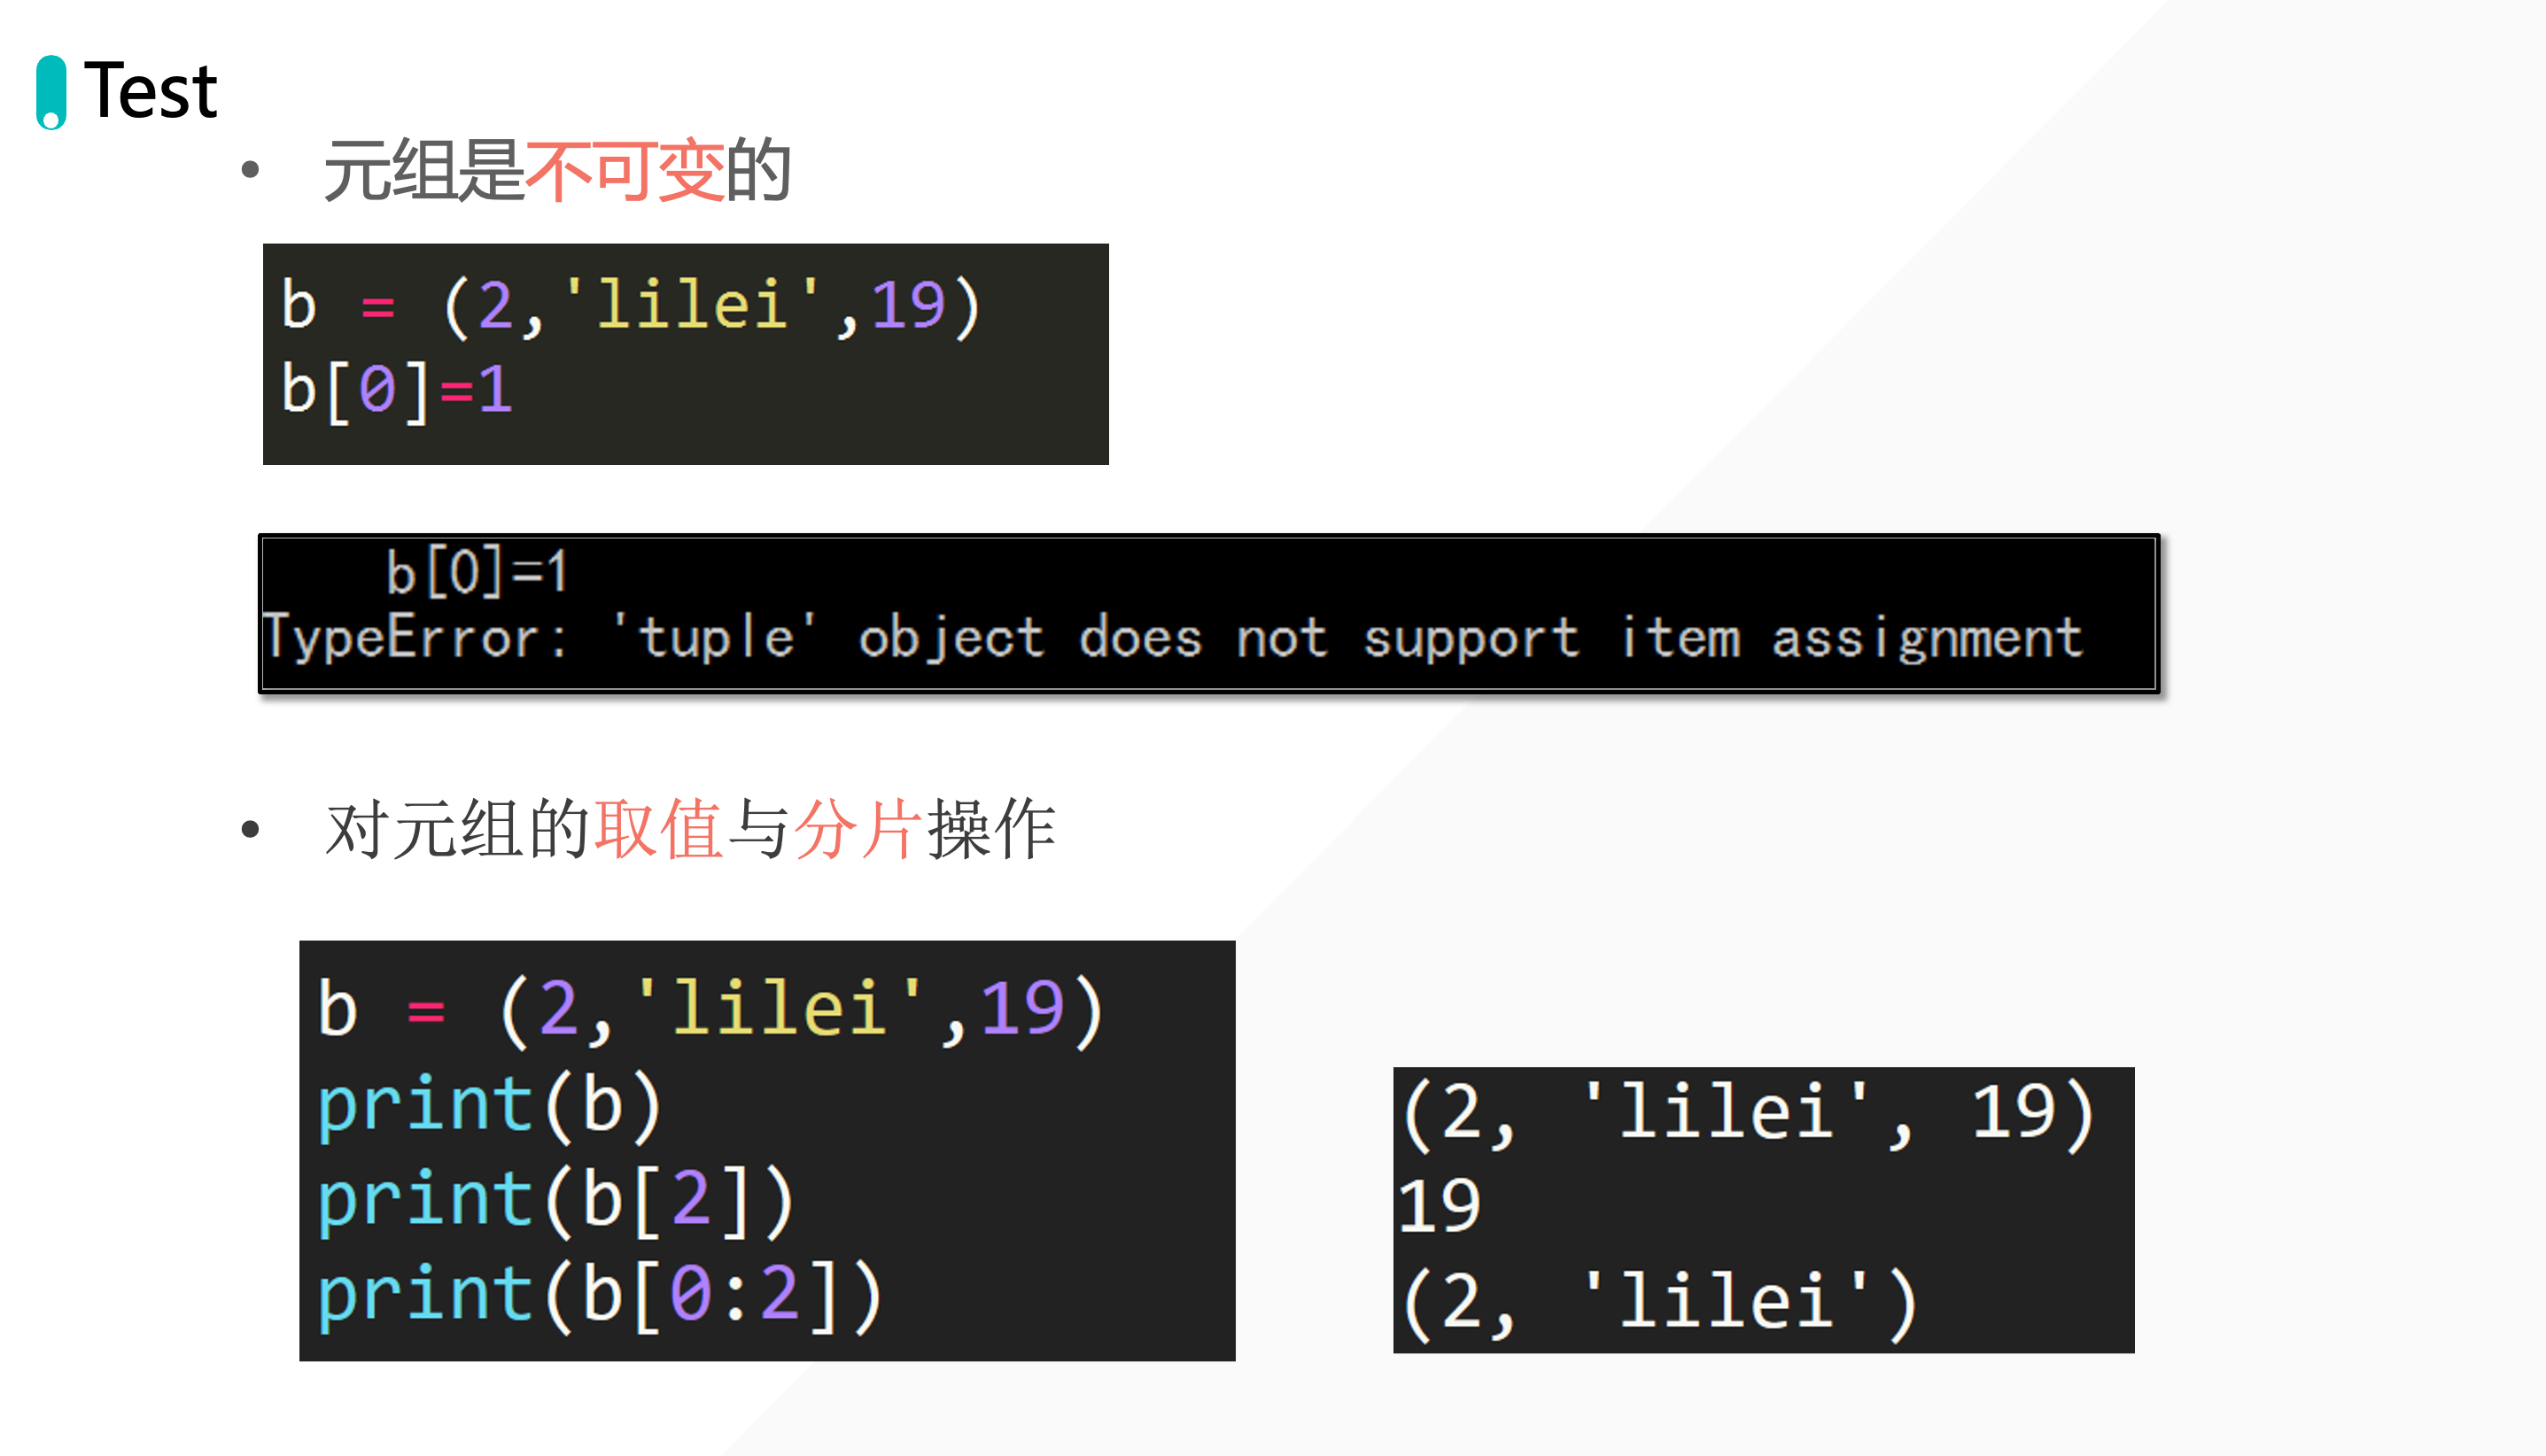 Test
• 元组是不可变的
b = (2,'lilei',19)
b[0]=1
b[0]=1
TypeError: 'tuple' object does not support item assignment
• 对元组的取值与分片操作
b = (2,'lilei',19)
print(b)
print(b[2])
print(b[0:2])
(2, 'lilei', 19)
19
(2, 'lilei')